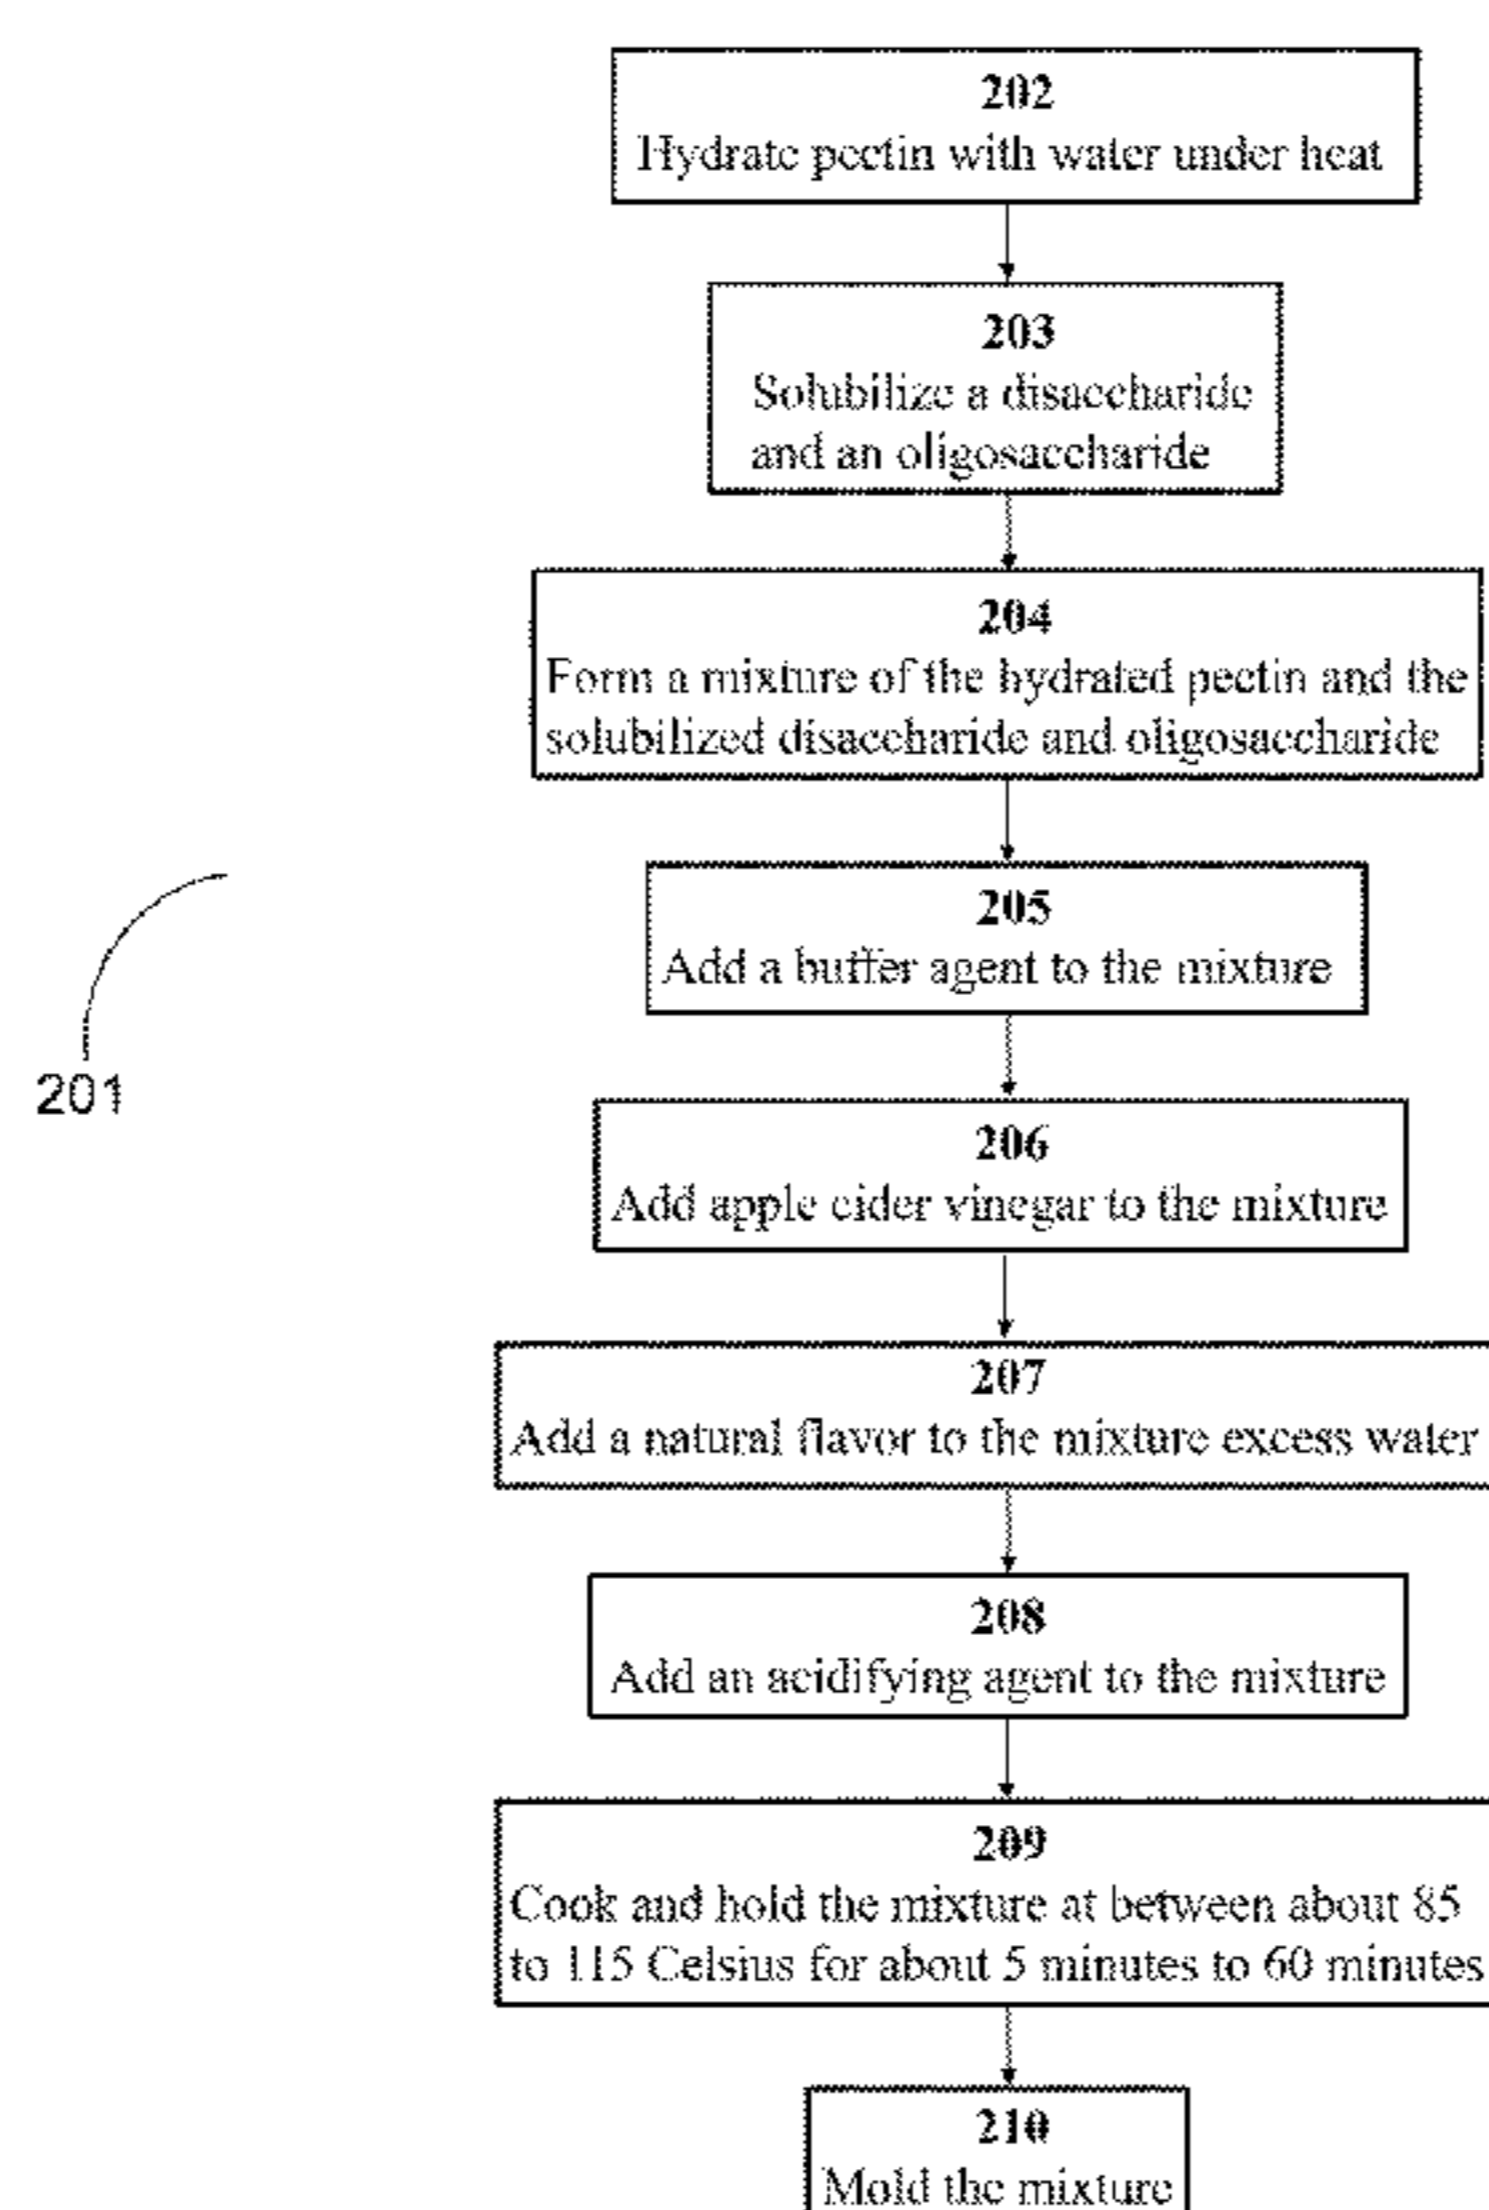 202
Hydrate pectin with water under heat
203
Solubilize a disaccharide
and an oligosaccharide
204
Form a mixture of the hydrated pectin and the
solubilized disaccharide and oligosaccharide
205
Add a buffer agent to the mixture
201
206
Add apple cider vinegar to the mixture
207
Add a natural flavor to the mixture excess water
208
Add an acidifying agent to the mixture
209
Cook and hold the mixture at between about 85
to 115 Celsius for about 5 minutes to 60 minutes
210
Mold the mixture